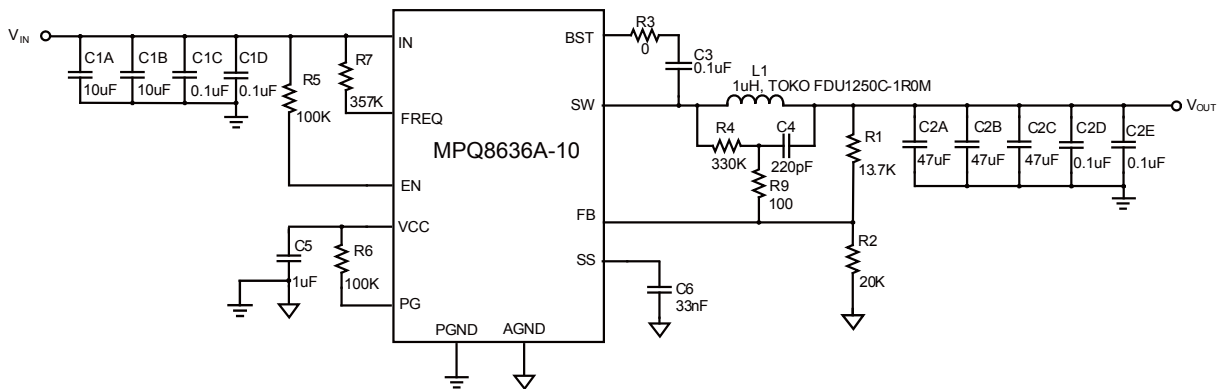 V IN
C1A
10uF
C1B
10uF
C1C
0.1uF
C1D
0.1uF
R5
100K
R7
357K
IN
FREQ
EN
VCC
PG
PGND
AGND
MPQ8636A-10
BST
SW
FB
SS
C5
1uF
R6
100K
R3
0
C3
0.1uF
L1
1uH, TOKO FDU1250C-1R0M
R4
330K
C4
220pF
R9
100
R1
13.7K
R2
20K
C6
33nF
C2A
47uF
C2B
47uF
C2C
47uF
C2D
0.1uF
C2E
0.1uF
VOUT